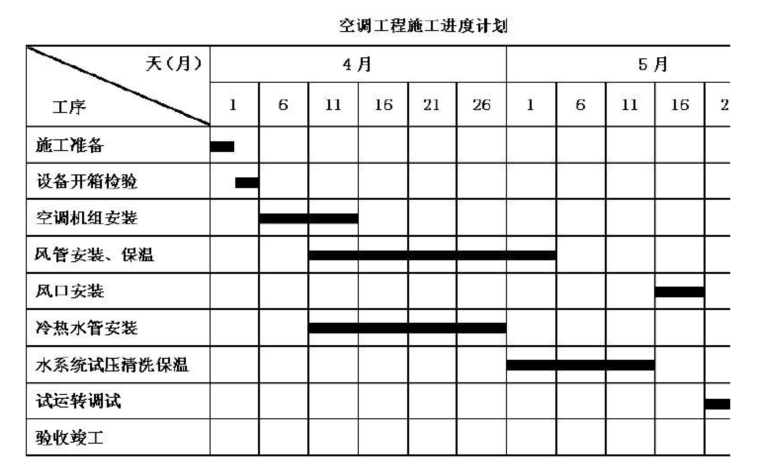 空调工程施工进度计划
天(月)
工序
4月
5月
1 6 11 16 21 26 1 6 11 16 2
施工准备
设备开箱检验
空调机组安装
风管安装、保温
风口安装
冷热水管安装
水系统试压清洗保温
试运转调试
验收竣工